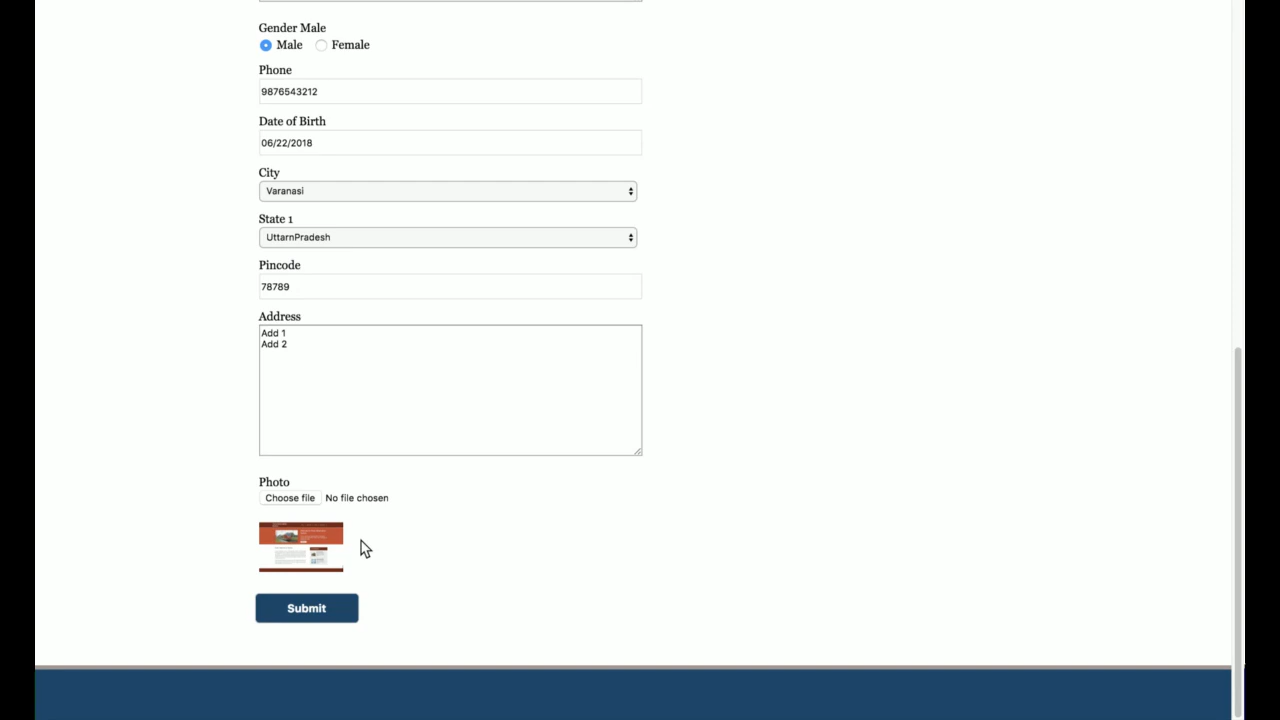 Gender Male
Male Female
Phone
9876543212
Date of Birth
06/22/2018
City
Varanasi
State 1
UttarnPradesh
Pincode
78789
Address
Add 1
Add 2
Photo
Choose file No file chosen
Submit